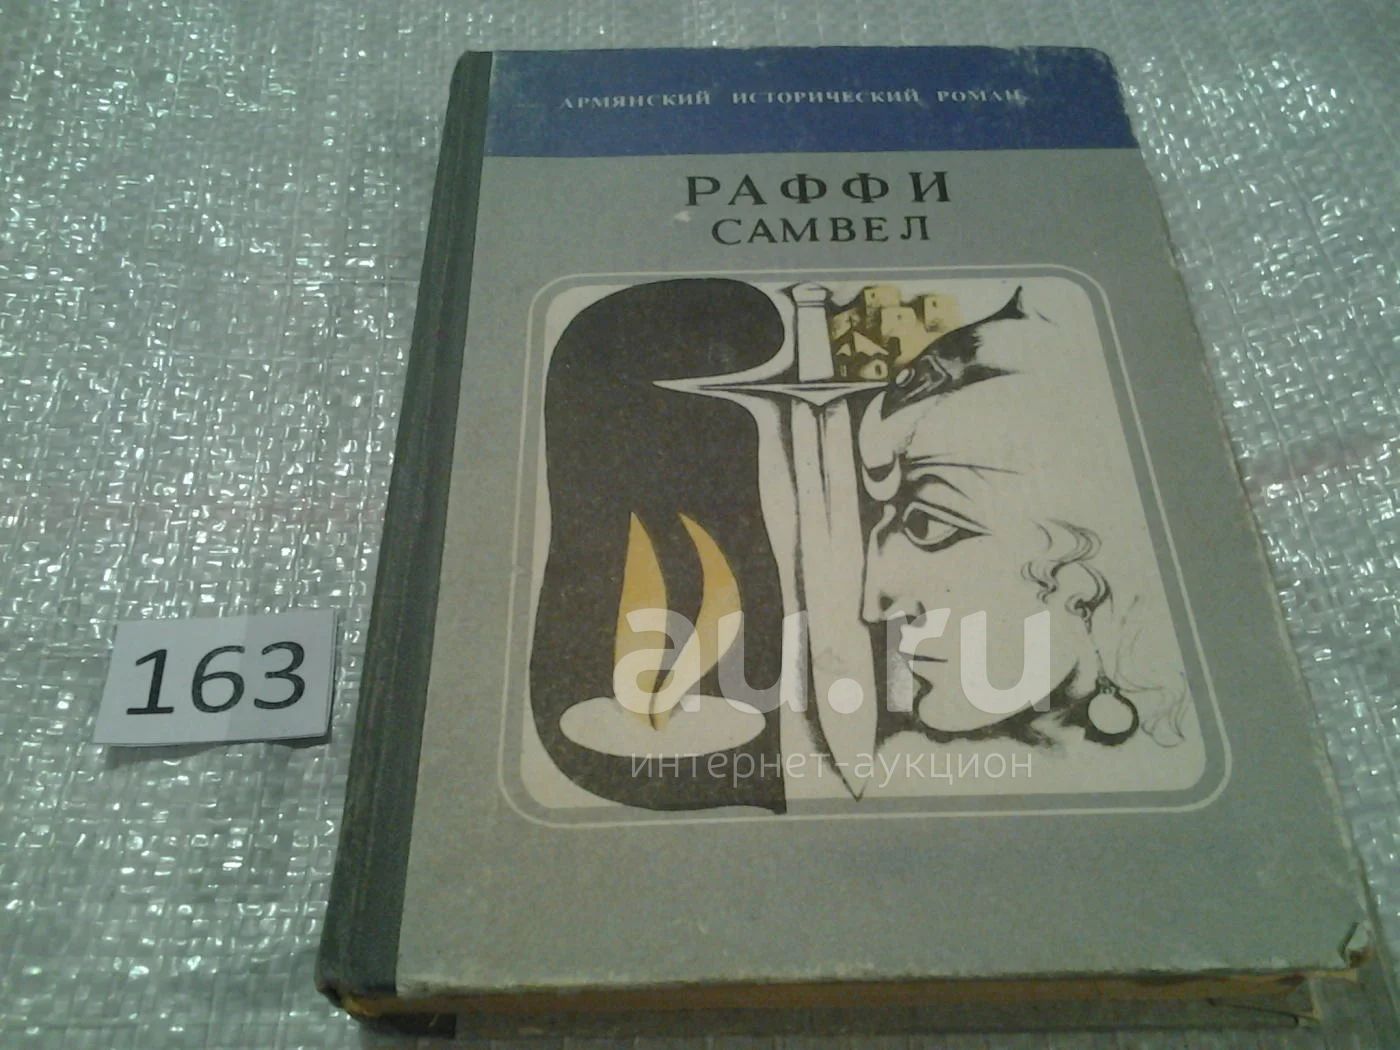 АРМЯНСКИЙ ИСТОРИЧЕСКИЙ РОМАН
РАФФИ
САМВЕЛ
163
au.ru
интернет-аукцион